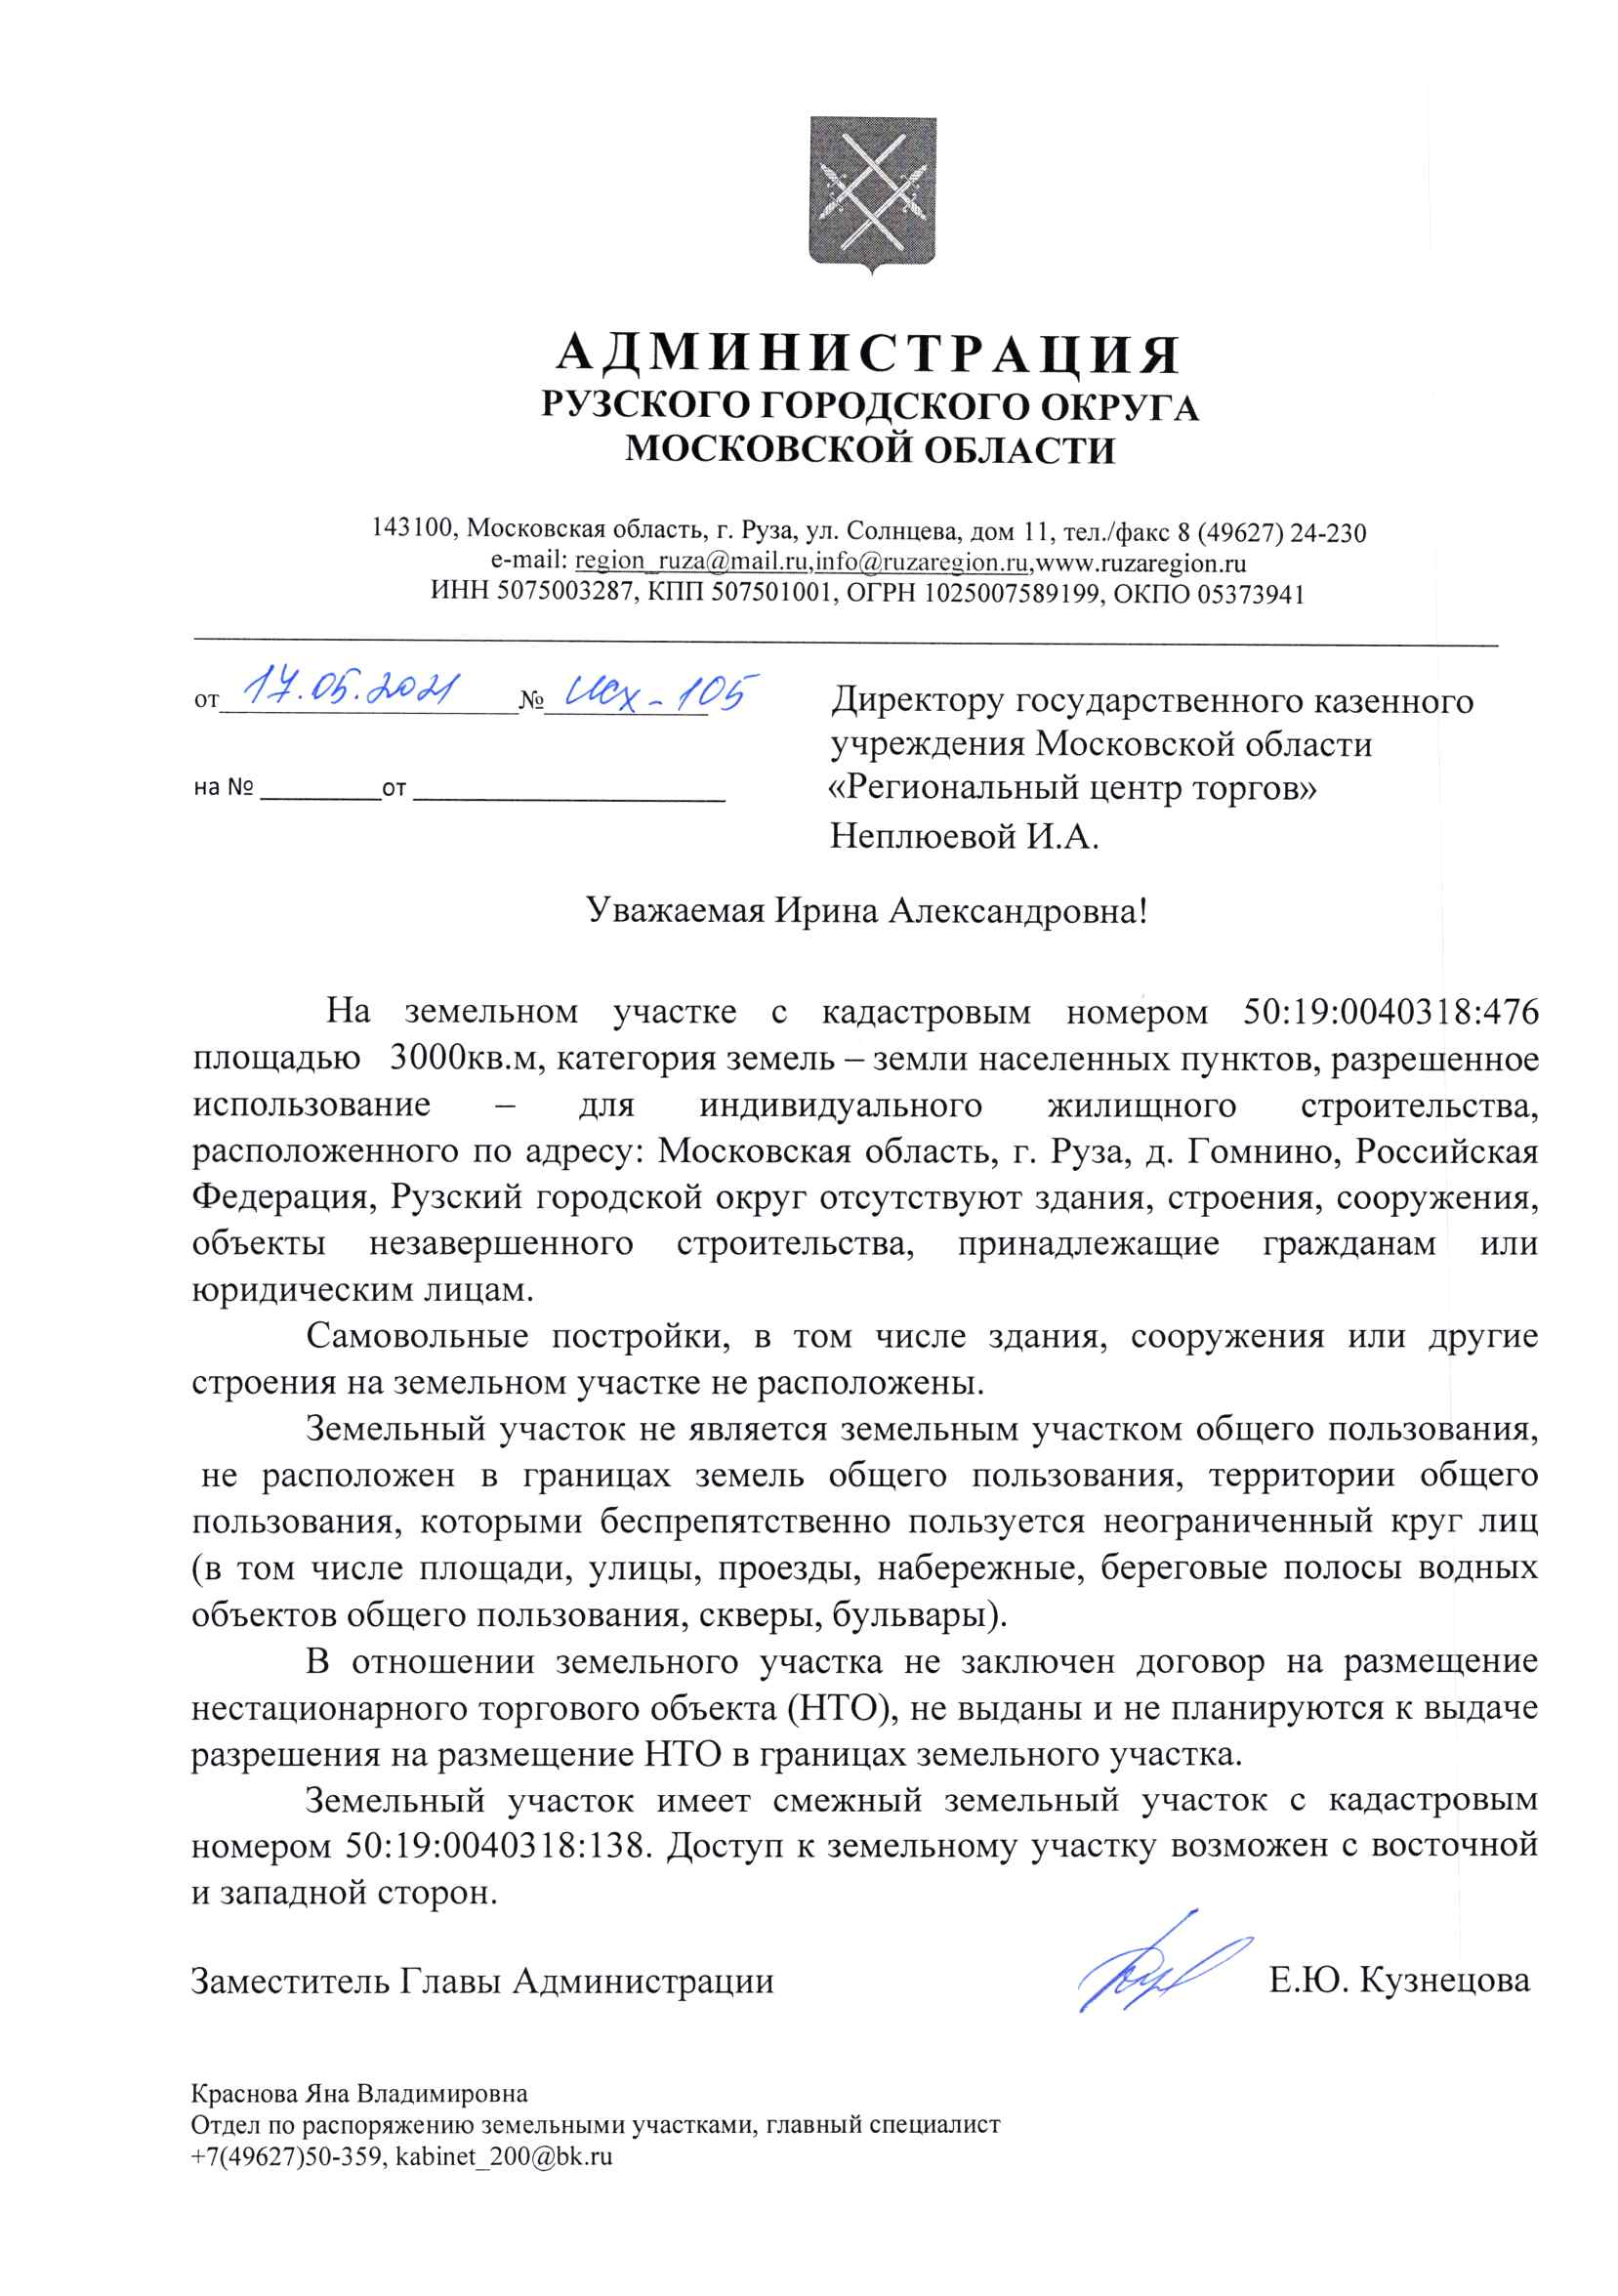 АДМИНИСТРАЦИЯ
РУЗСКОГО ГОРОДСКОГО ОКРУГА
МОСКОВСКОЙ ОБЛАСТИ
143100, Московская область, г. Руза, ул. Солнцева, дом 11, тел./факс 8 (49627) 24-230
e-mail: region_ruza@mail.ru,info@ruzaregion.ru,www.ruzaregion.ru
ИНН 5075003287, КПП 507501001, ОГРН 1025007589199, ОКПО 05373941
от 17.05.2021 № исх-105
на № ________ от ________
Директору государственного казенного
учреждения Московской области
«Региональный центр торгов»
Неплюевой И.А.
Уважаемая Ирина Александровна!
На земельном участке с кадастровым номером 50:19:0040318:476
площадью 3000кв.м, категория земель – земли населенных пунктов, разрешенное
использование – для индивидуального жилищного строительства,
расположенного по адресу: Московская область, г. Руза, д. Гомнино, Российская
Федерация, Рузский городской округ отсутствуют здания, строения, сооружения,
объекты незавершенного строительства, принадлежащие гражданам или
юридическим лицам.
Самовольные постройки, в том числе здания, сооружения или другие
строения на земельном участке не расположены.
Земельный участок не является земельным участком общего пользования,
не расположен в границах земель общего пользования, территории общего
пользования, которыми беспрепятственно пользуется неограниченный круг лиц
(в том числе площади, улицы, проезды, набережные, береговые полосы водных
объектов общего пользования, скверы, бульвары).
В отношении земельного участка не заключен договор на размещение
нестационарного торгового объекта (НТО), не выданы и не планируются к выдаче
разрешения на размещение НТО в границах земельного участка.
Земельный участок имеет смежный земельный участок с кадастровым
номером 50:19:0040318:138. Доступ к земельному участку возможен с восточной
и западной сторон.
Заместитель Главы Администрации Е.Ю. Кузнецова
Краснова Яна Владимировна
Отдел по распоряжению земельными участками, главный специалист
+7(49627)50-359, kabinet_200@bk.ru